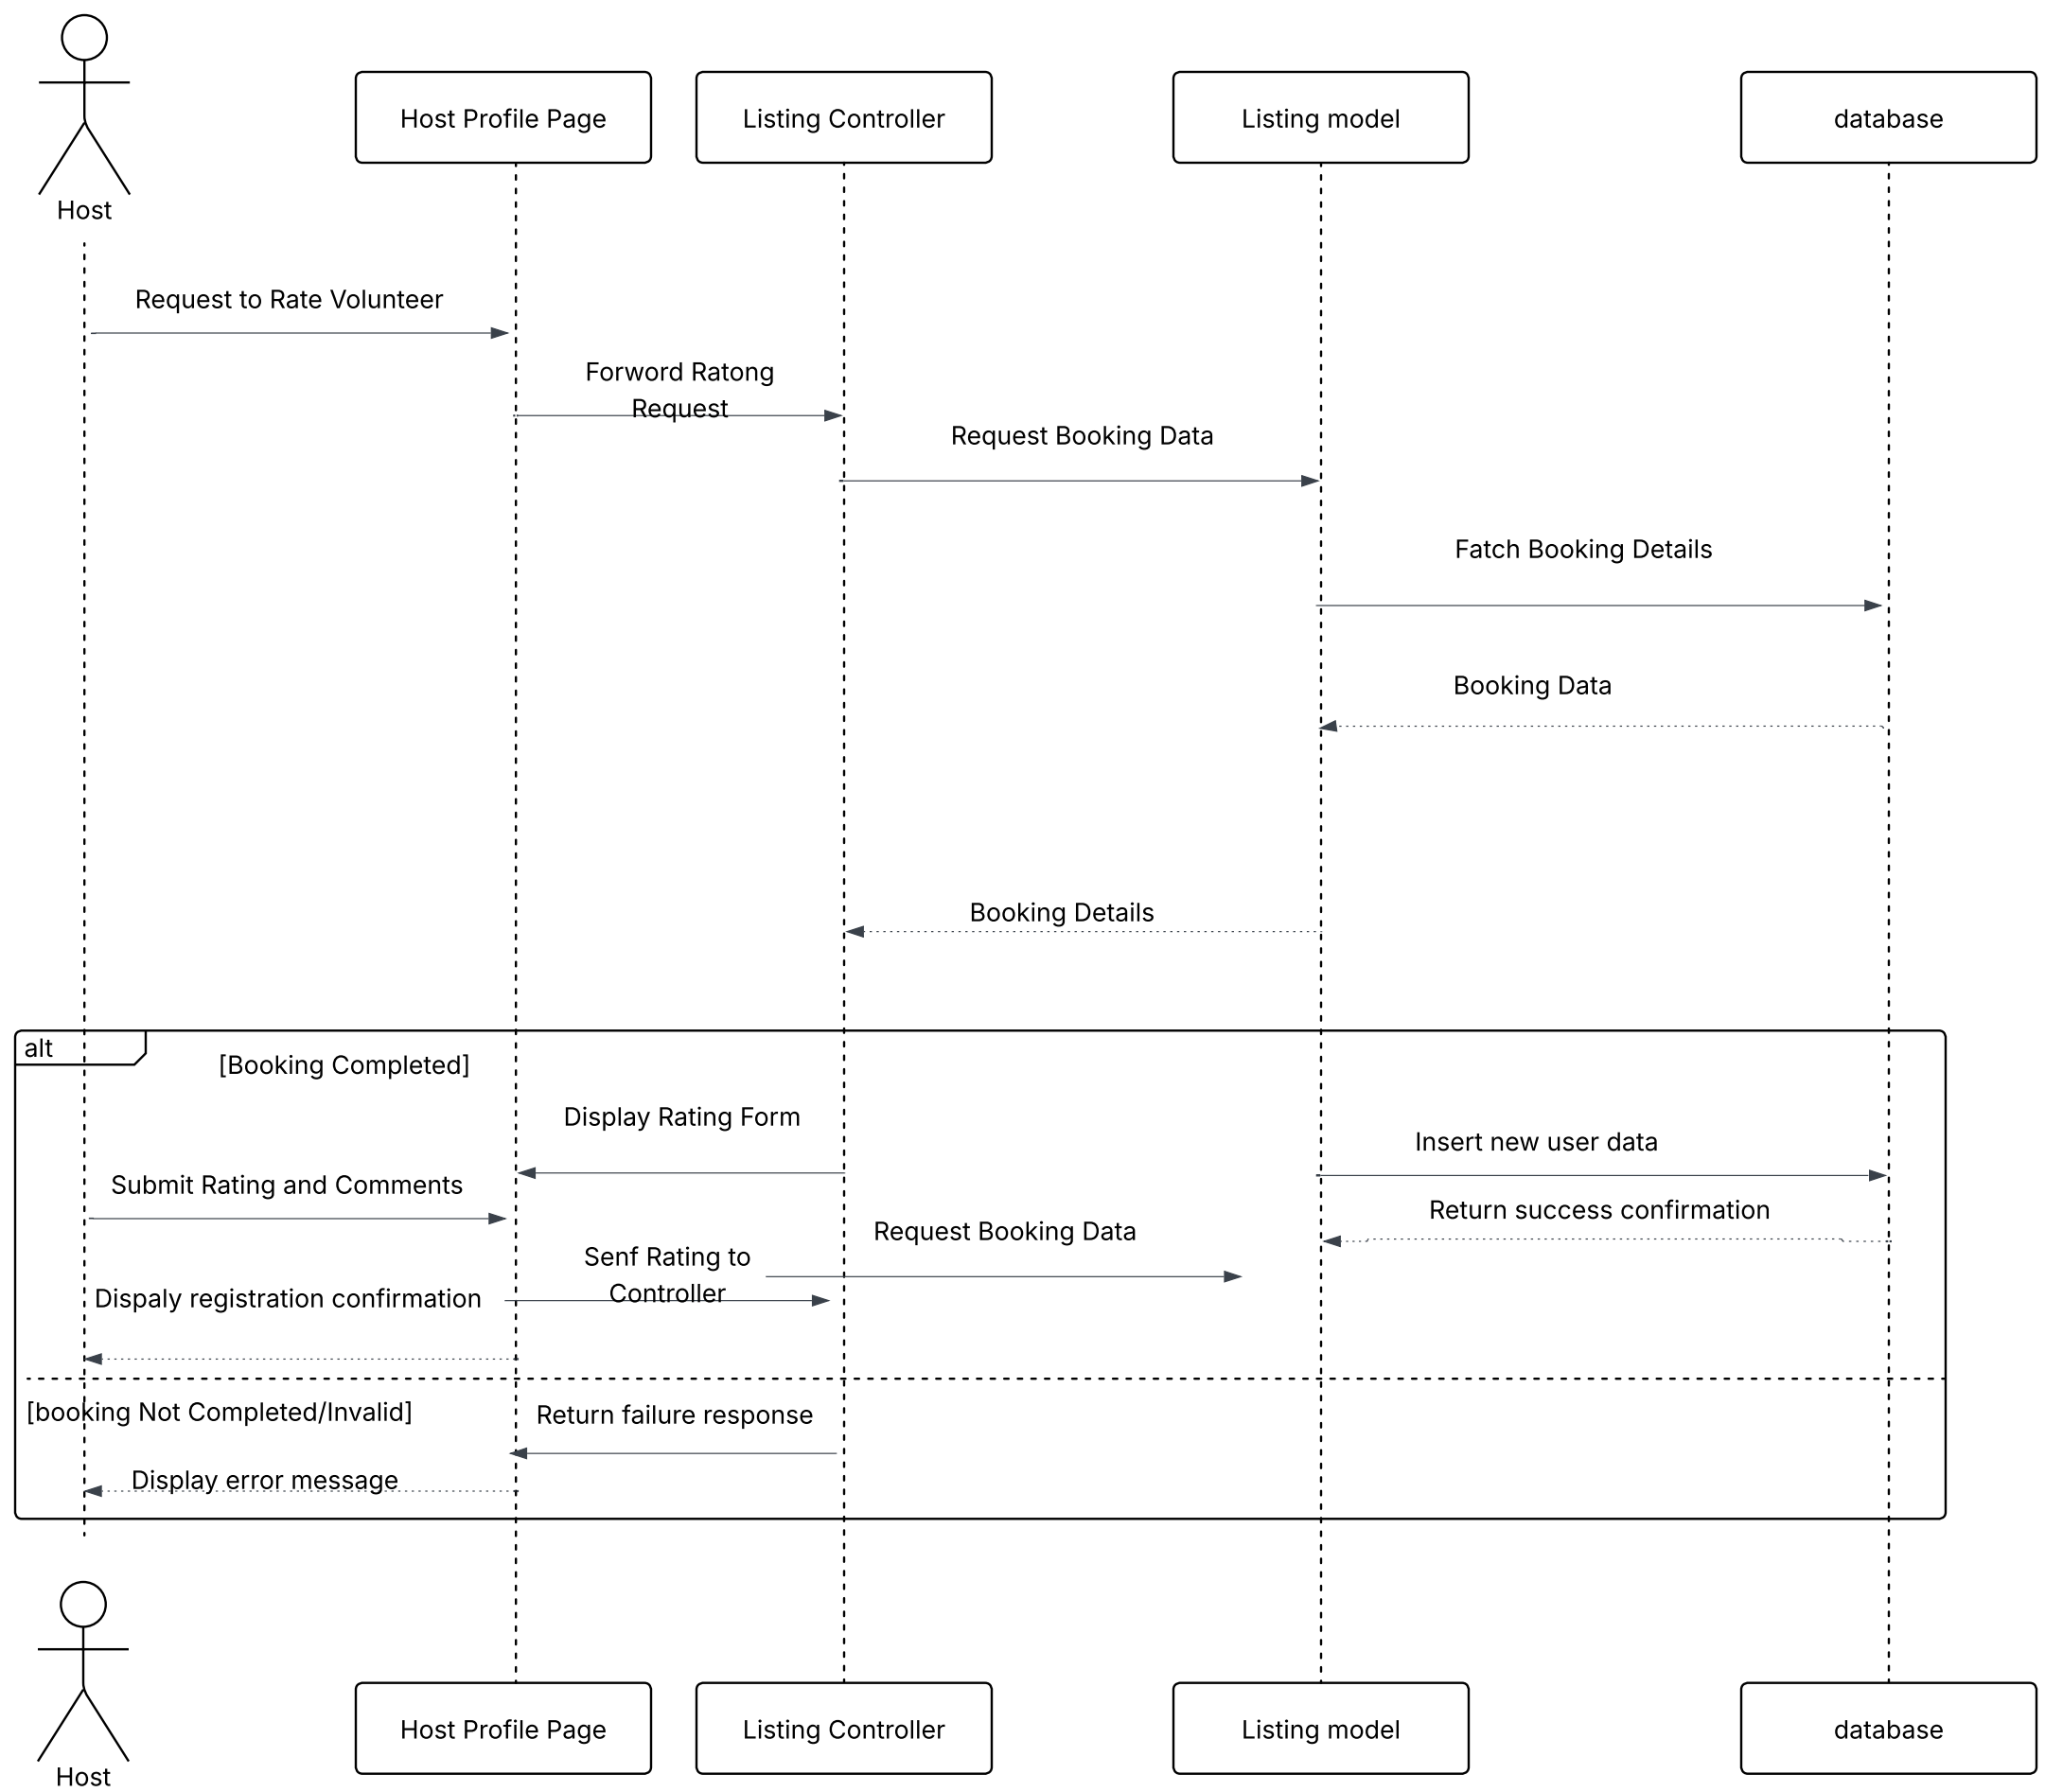 Host
Host Profile Page
Listing Controller
Listing model
database
Request to Rate Volunteer
Forword Ratong
Request
Request Booking Data
Fatch Booking Details
Booking Data
Booking Details
alt
[Booking Completed]
Display Rating Form
Insert new user data
Submit Rating and Comments
Return success confirmation
Request Booking Data
Senf Rating to
Controller
Dispaly registration confirmation
[booking Not Completed/Invalid]
Return failure response
Display error message
Host Profile Page
Listing Controller
Listing model
database
Host